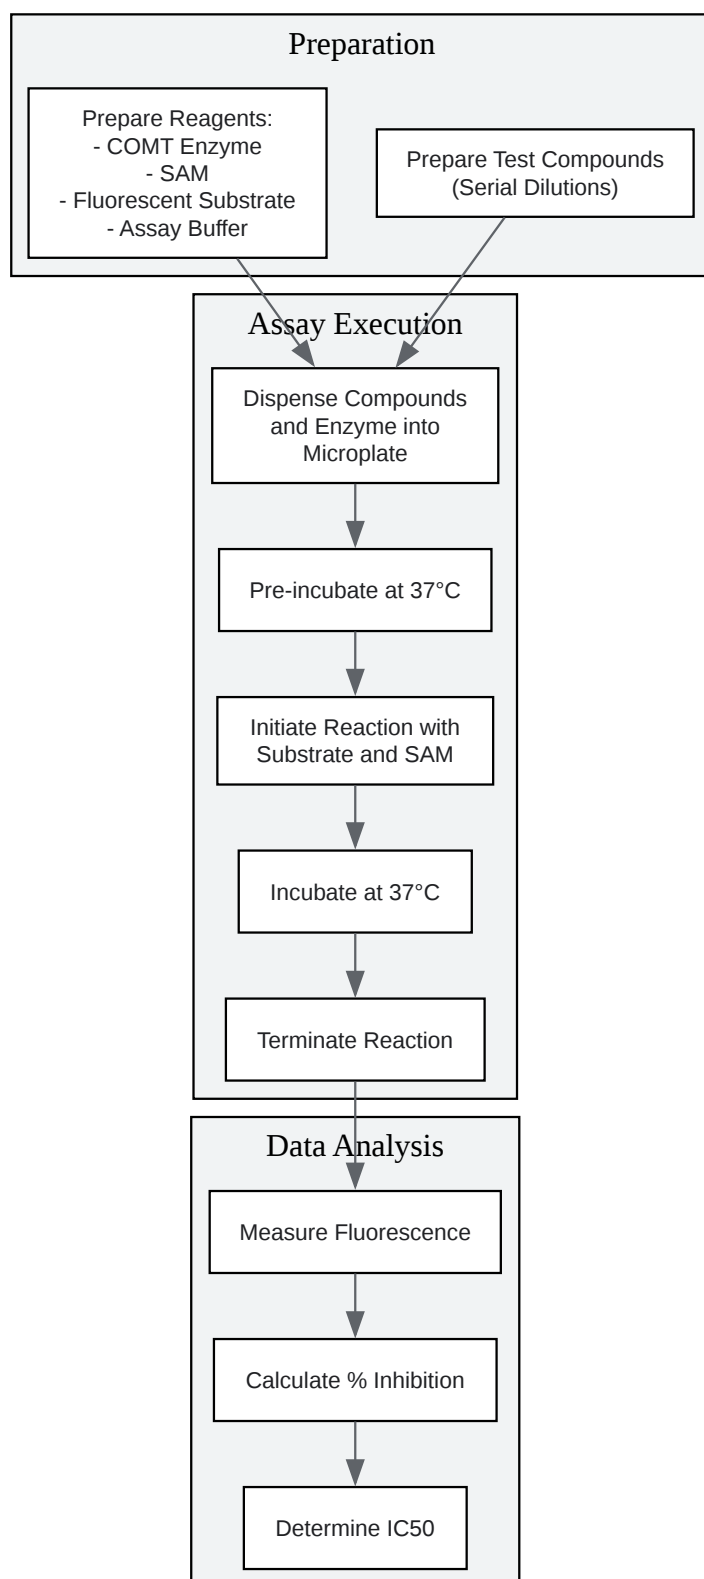 Preparation
Prepare Reagents:
- COMT Enzyme
- SAM
- Fluorescent Substrate
- Assay Buffer
Prepare Test Compounds
(Serial Dilutions)
Assay Execution
Dispense Compounds
and Enzyme into
Microplate
Pre-incubate at 37°C
Initiate Reaction with
Substrate and SAM
Incubate at 37°C
Terminate Reaction
Data Analysis
Measure Fluorescence
Calculate % Inhibition
Determine IC50